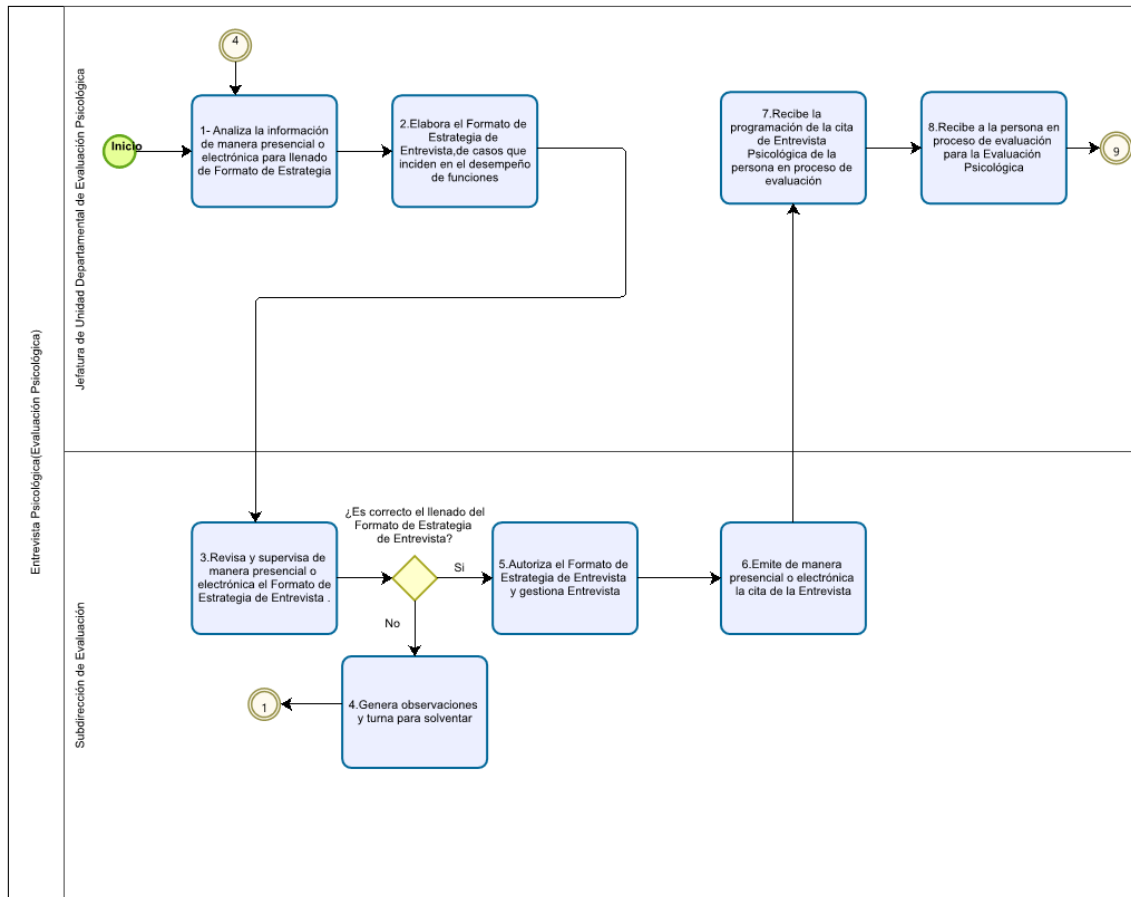 Entrevista Psicológica(Evaluación Psicológica)
Jefatura de Unidad Departamental de Evaluación Psicológica
4
Inicio
1- Analiza la información
de manera presencial o
electrónica para llenado
de Formato de Estrategia
2.Elabora el Formato de
Estrategia de
Entrevista,de casos que
inciden en el desempeño
de funciones
7.Recibe la
programación de la cita
de Entrevista
Psicológica de la
persona en proceso de
evaluación
8.Recibe a la persona en
proceso de evaluación
para la Evaluación
Psicológica
9
Subdirección de Evaluación
3.Revisa y supervisa de
manera presencial o
electrónica el Formato de
Estrategia de Entrevista .
¿Es correcto el llenado del
Formato de Estrategia
de Entrevista?
Si
No
5.Autoriza el Formato de
Estrategia de Entrevista
y gestiona Entrevista
6.Emite de manera
presencial o electrónica
la cita de la Entrevista
4.Genera observaciones
y turna para solventar
1